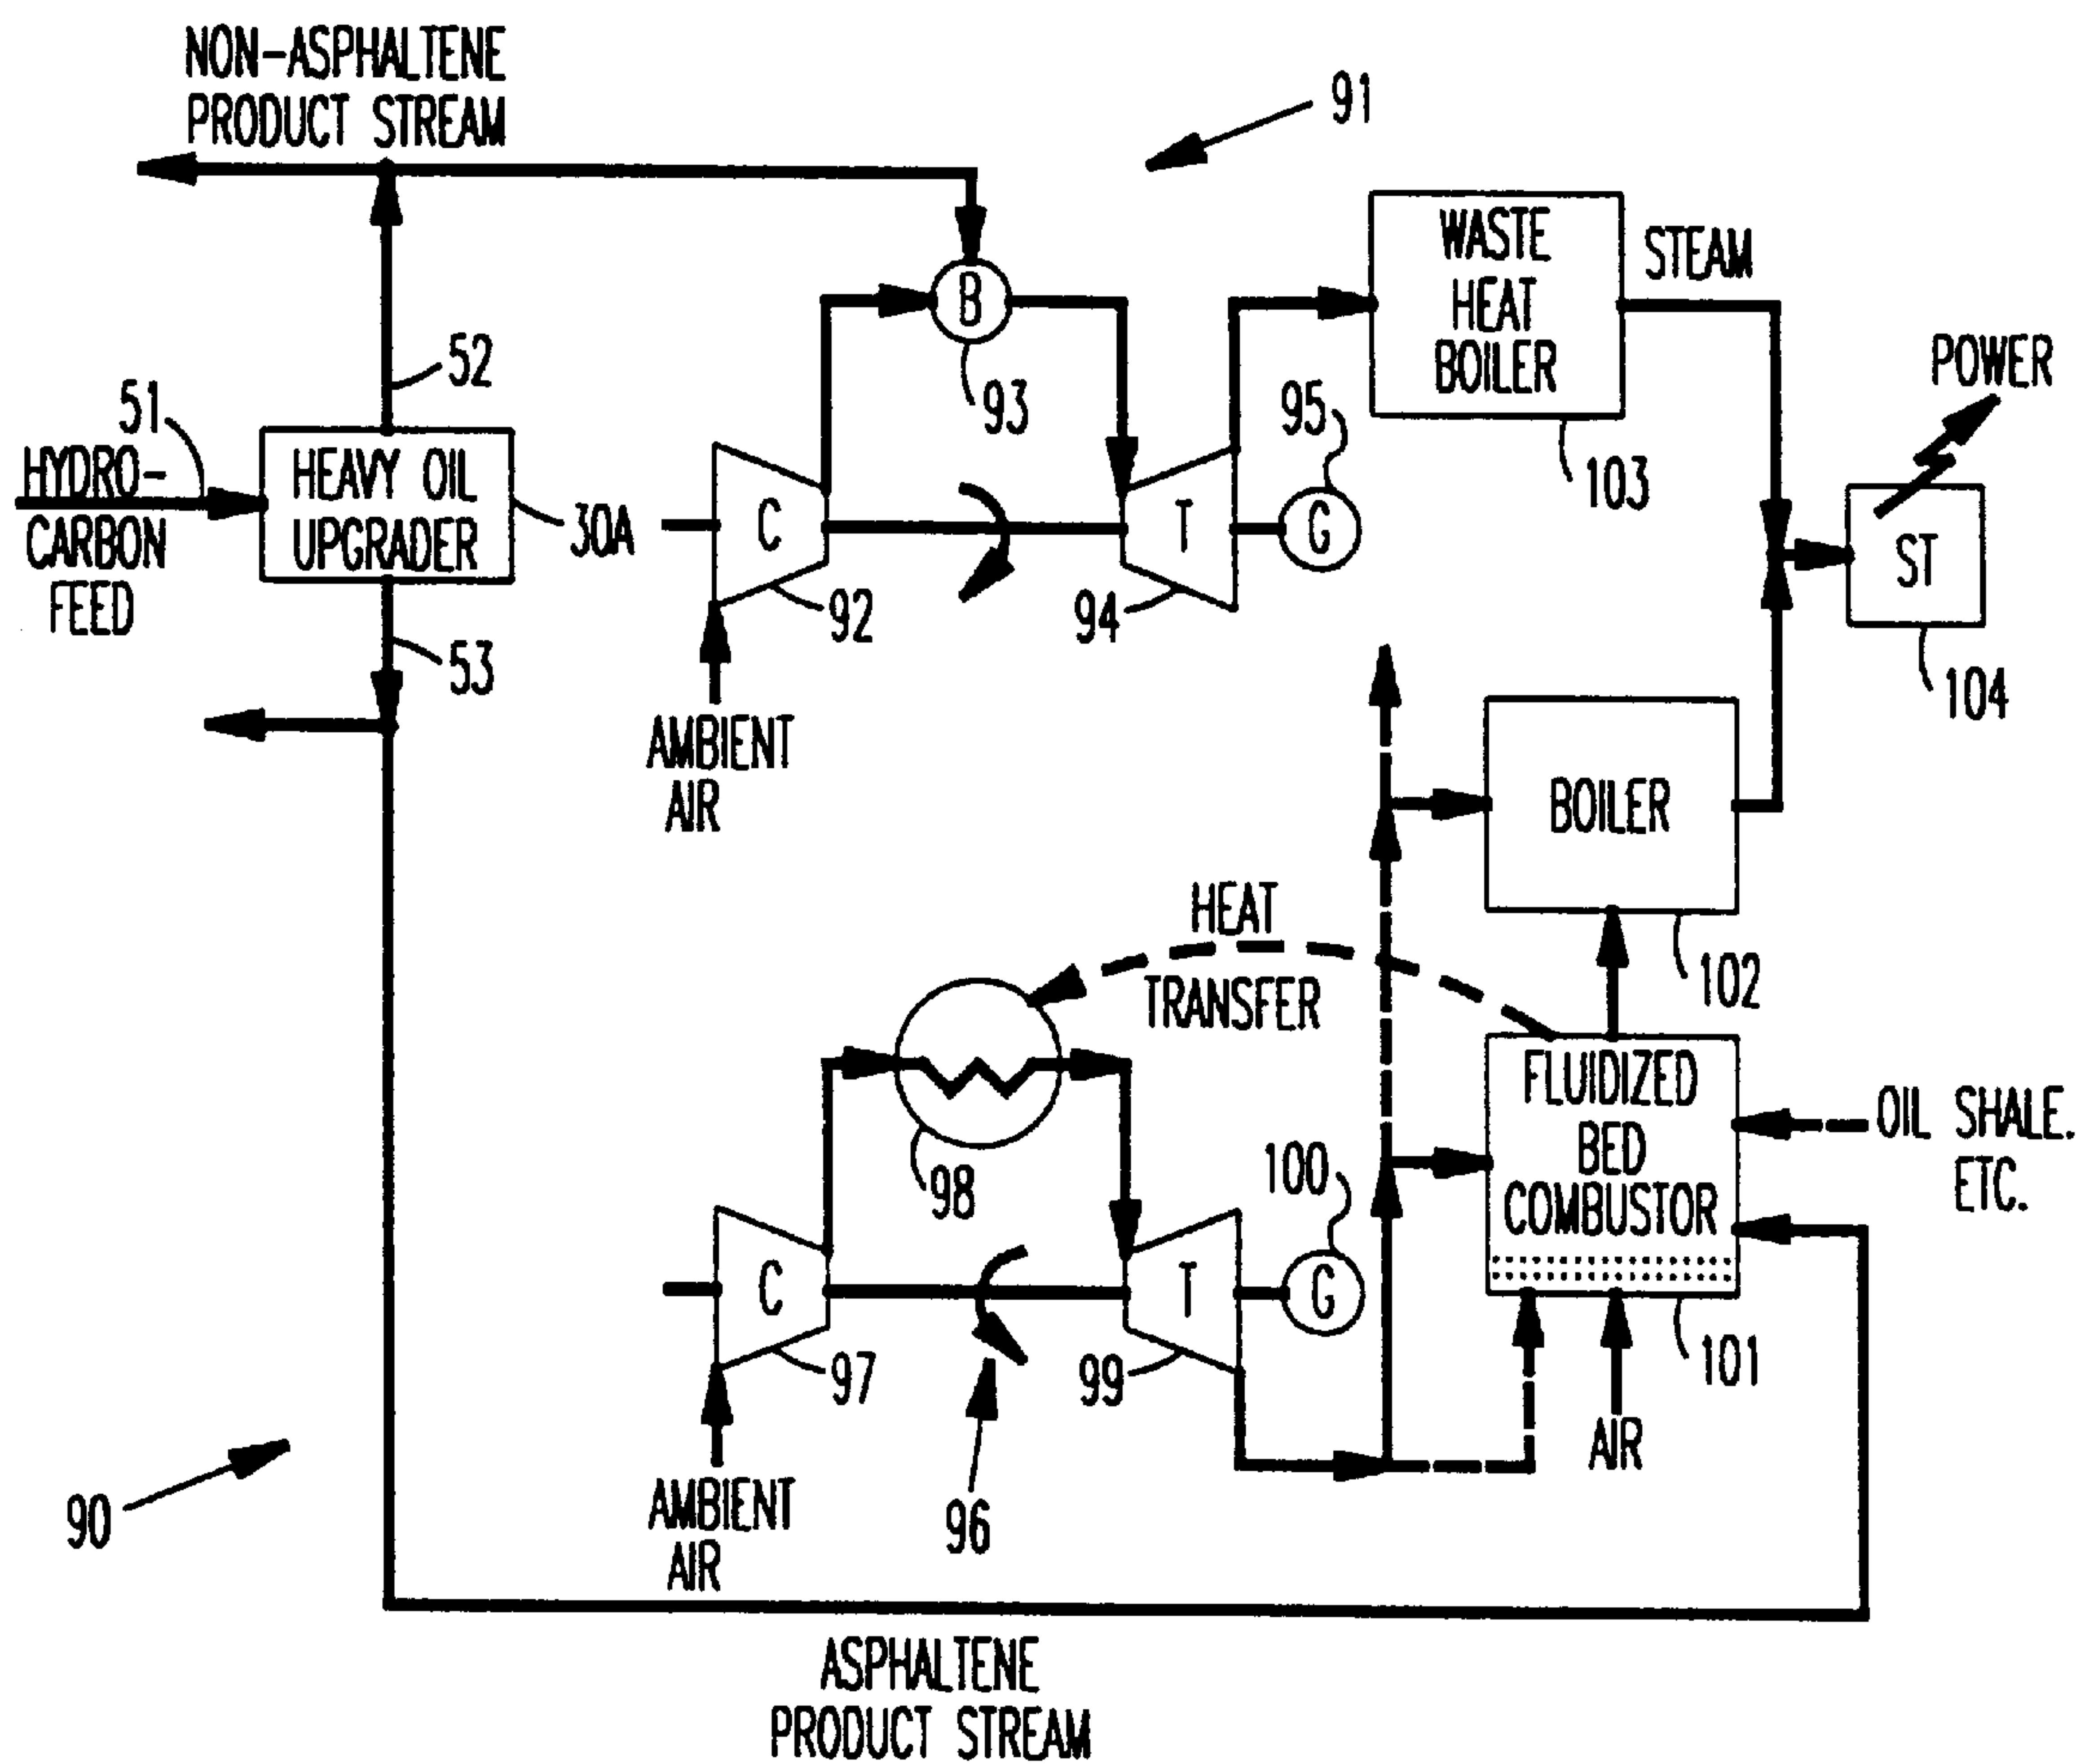 NON-ASPHALTENE
PRODUCT STREAM
91
WASTE
HEAT
BOILER
STEAM
POWER
52
51
93
95
HYDRO-
CARBON
FEED
HEAVY OIL
UPGRADER
30A
B
C
T
G
103
ST
92
94
53
104
AMBIENT
AIR
BOILER
HEAT
TRANSFER
102
FLUIDIZED
BED
COMBUSTOR
OIL SHALE.
ETC.
98
100
C
T
G
97
99
101
AIR
96
90
AMBIENT
AIR
ASPHALTENE
PRODUCT STREAM